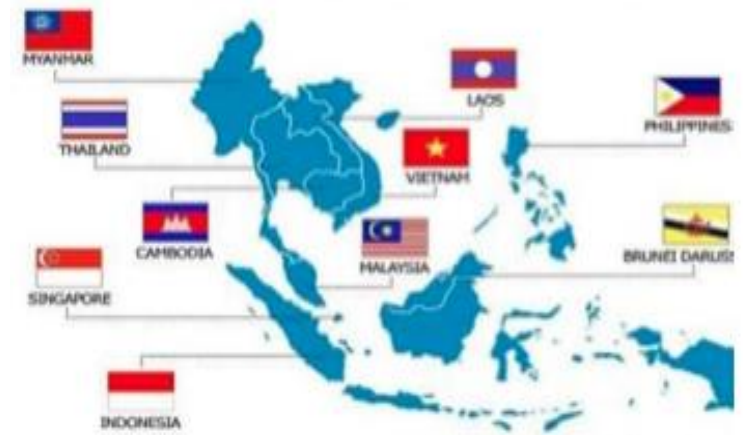 MYANMAR
LAOS
PHILIPPINES
THAILAND
VIETNAM
CAMBODIA
MALAYSIA
BRUNEI DARUSS
SINGAPORE
INDONESIA